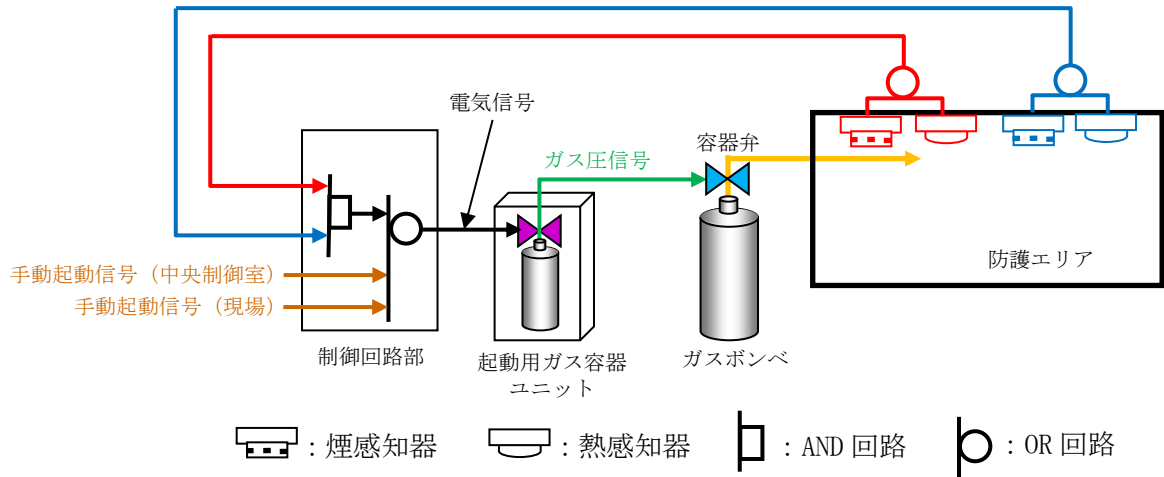 電気信号
容器弁
ガス圧信号
防護エリア
手動起動信号（中央制御室）
手動起動信号（現場）
制御回路部
起動用ガス容器
ユニット
ガスボンベ
：煙感知器
：熱感知器
：AND 回路
：OR 回路